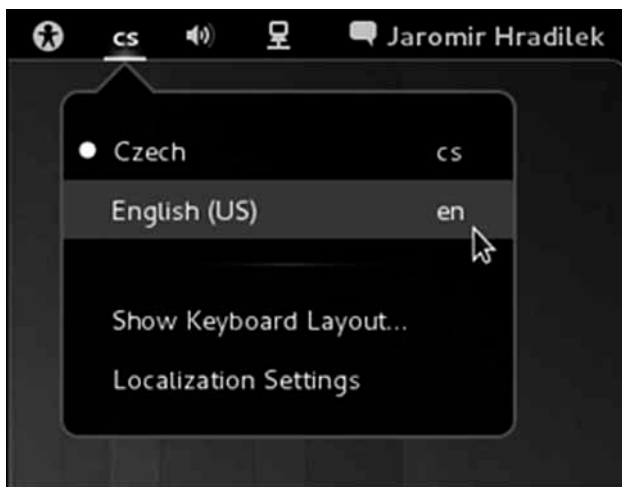 cs Jaromir Hradilek
Czech cs
English (US) en
Show Keyboard Layout...
Localization Settings